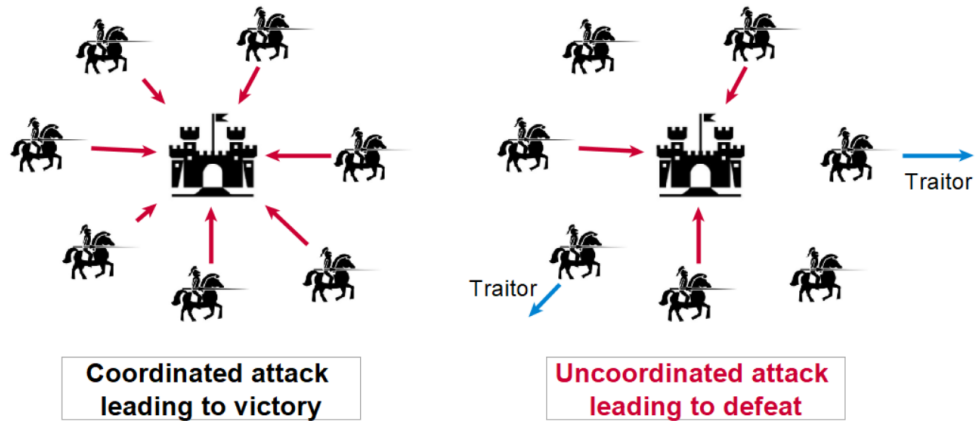 Traitor
Traitor
Coordinated attack
leading to victory
Uncoordinated attack
leading to defeat